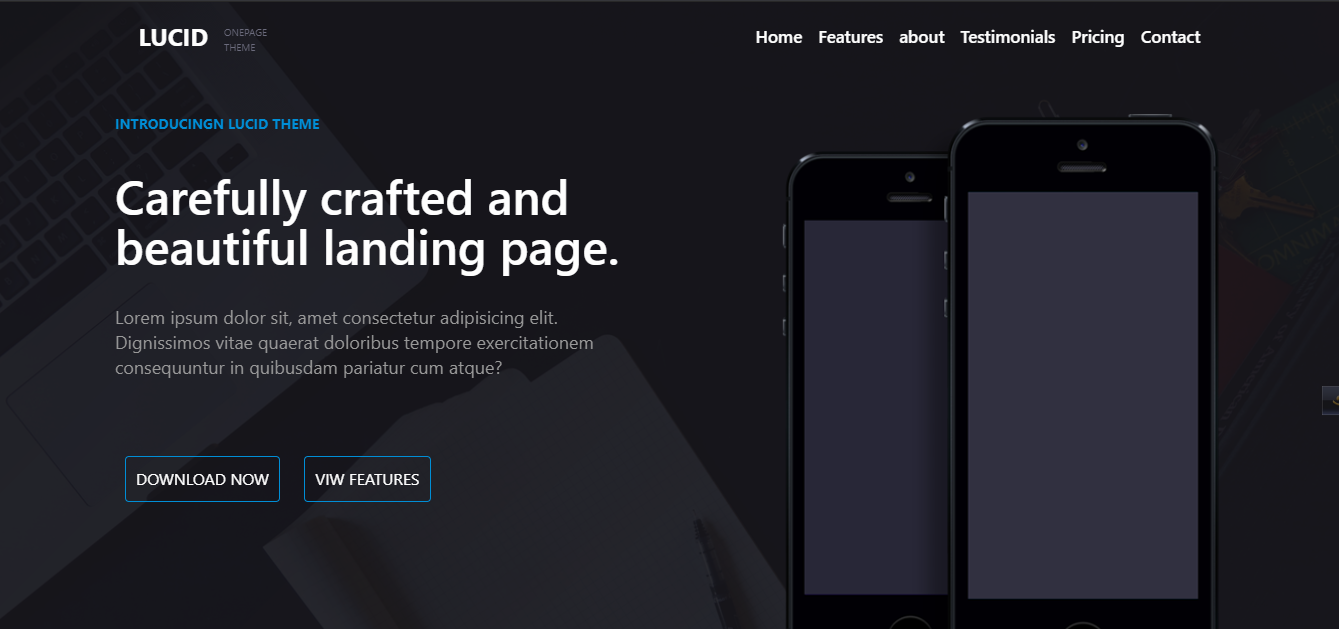 LUCID
ONEPAGE
THEME
Home Features about Testimonials Pricing Contact
INTRODUCINGN LUCID THEME
Carefully crafted and
beautiful landing page.
Lorem ipsum dolor sit, amet consectetur adipisicing elit.
Dignissimos vitae quaerat doloribus tempore exercitationem
consequuntur in quibusdam pariatur cum atque?
DOWNLOAD NOW VIW FEATURES